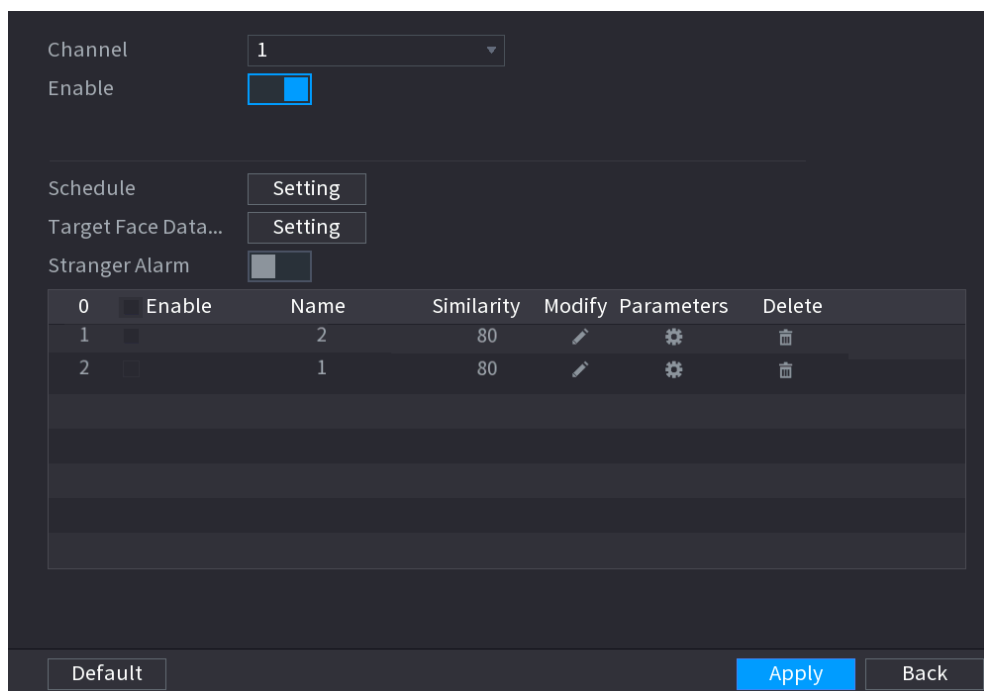 Channel 1
Enable
Schedule Setting
Target Face Data... Setting
Stranger Alarm
0 Enable Name Similarity Modify Parameters Delete
1 2 80
2 1 80
Default Apply Back